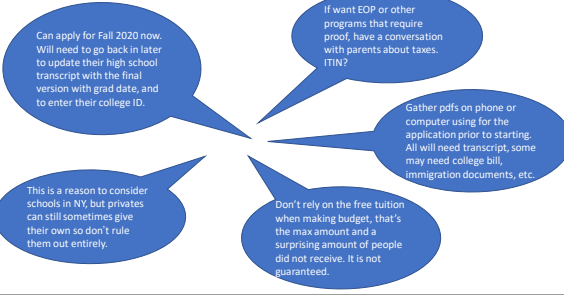 Can apply for Fall 2020 now.
Will need to go back in later
to update their high school
transcript with the final
version with grad date, and
to enter their college ID.
If want EOP or other
programs that require
proof, have a conversation
with parents about taxes.
ITIN?
Gather pdfs on phone or
computer using for the
application prior to starting.
All will need transcript, some
may need college bill,
immigration documents, etc.
This is a reason to consider
schools in NY, but privates
can still sometimes give
their own so don't rule
them out entirely.
Don't rely on the free tuition
when making budget, that's
the max amount and a
surprising amount of people
did not receive. It is not
guaranteed.